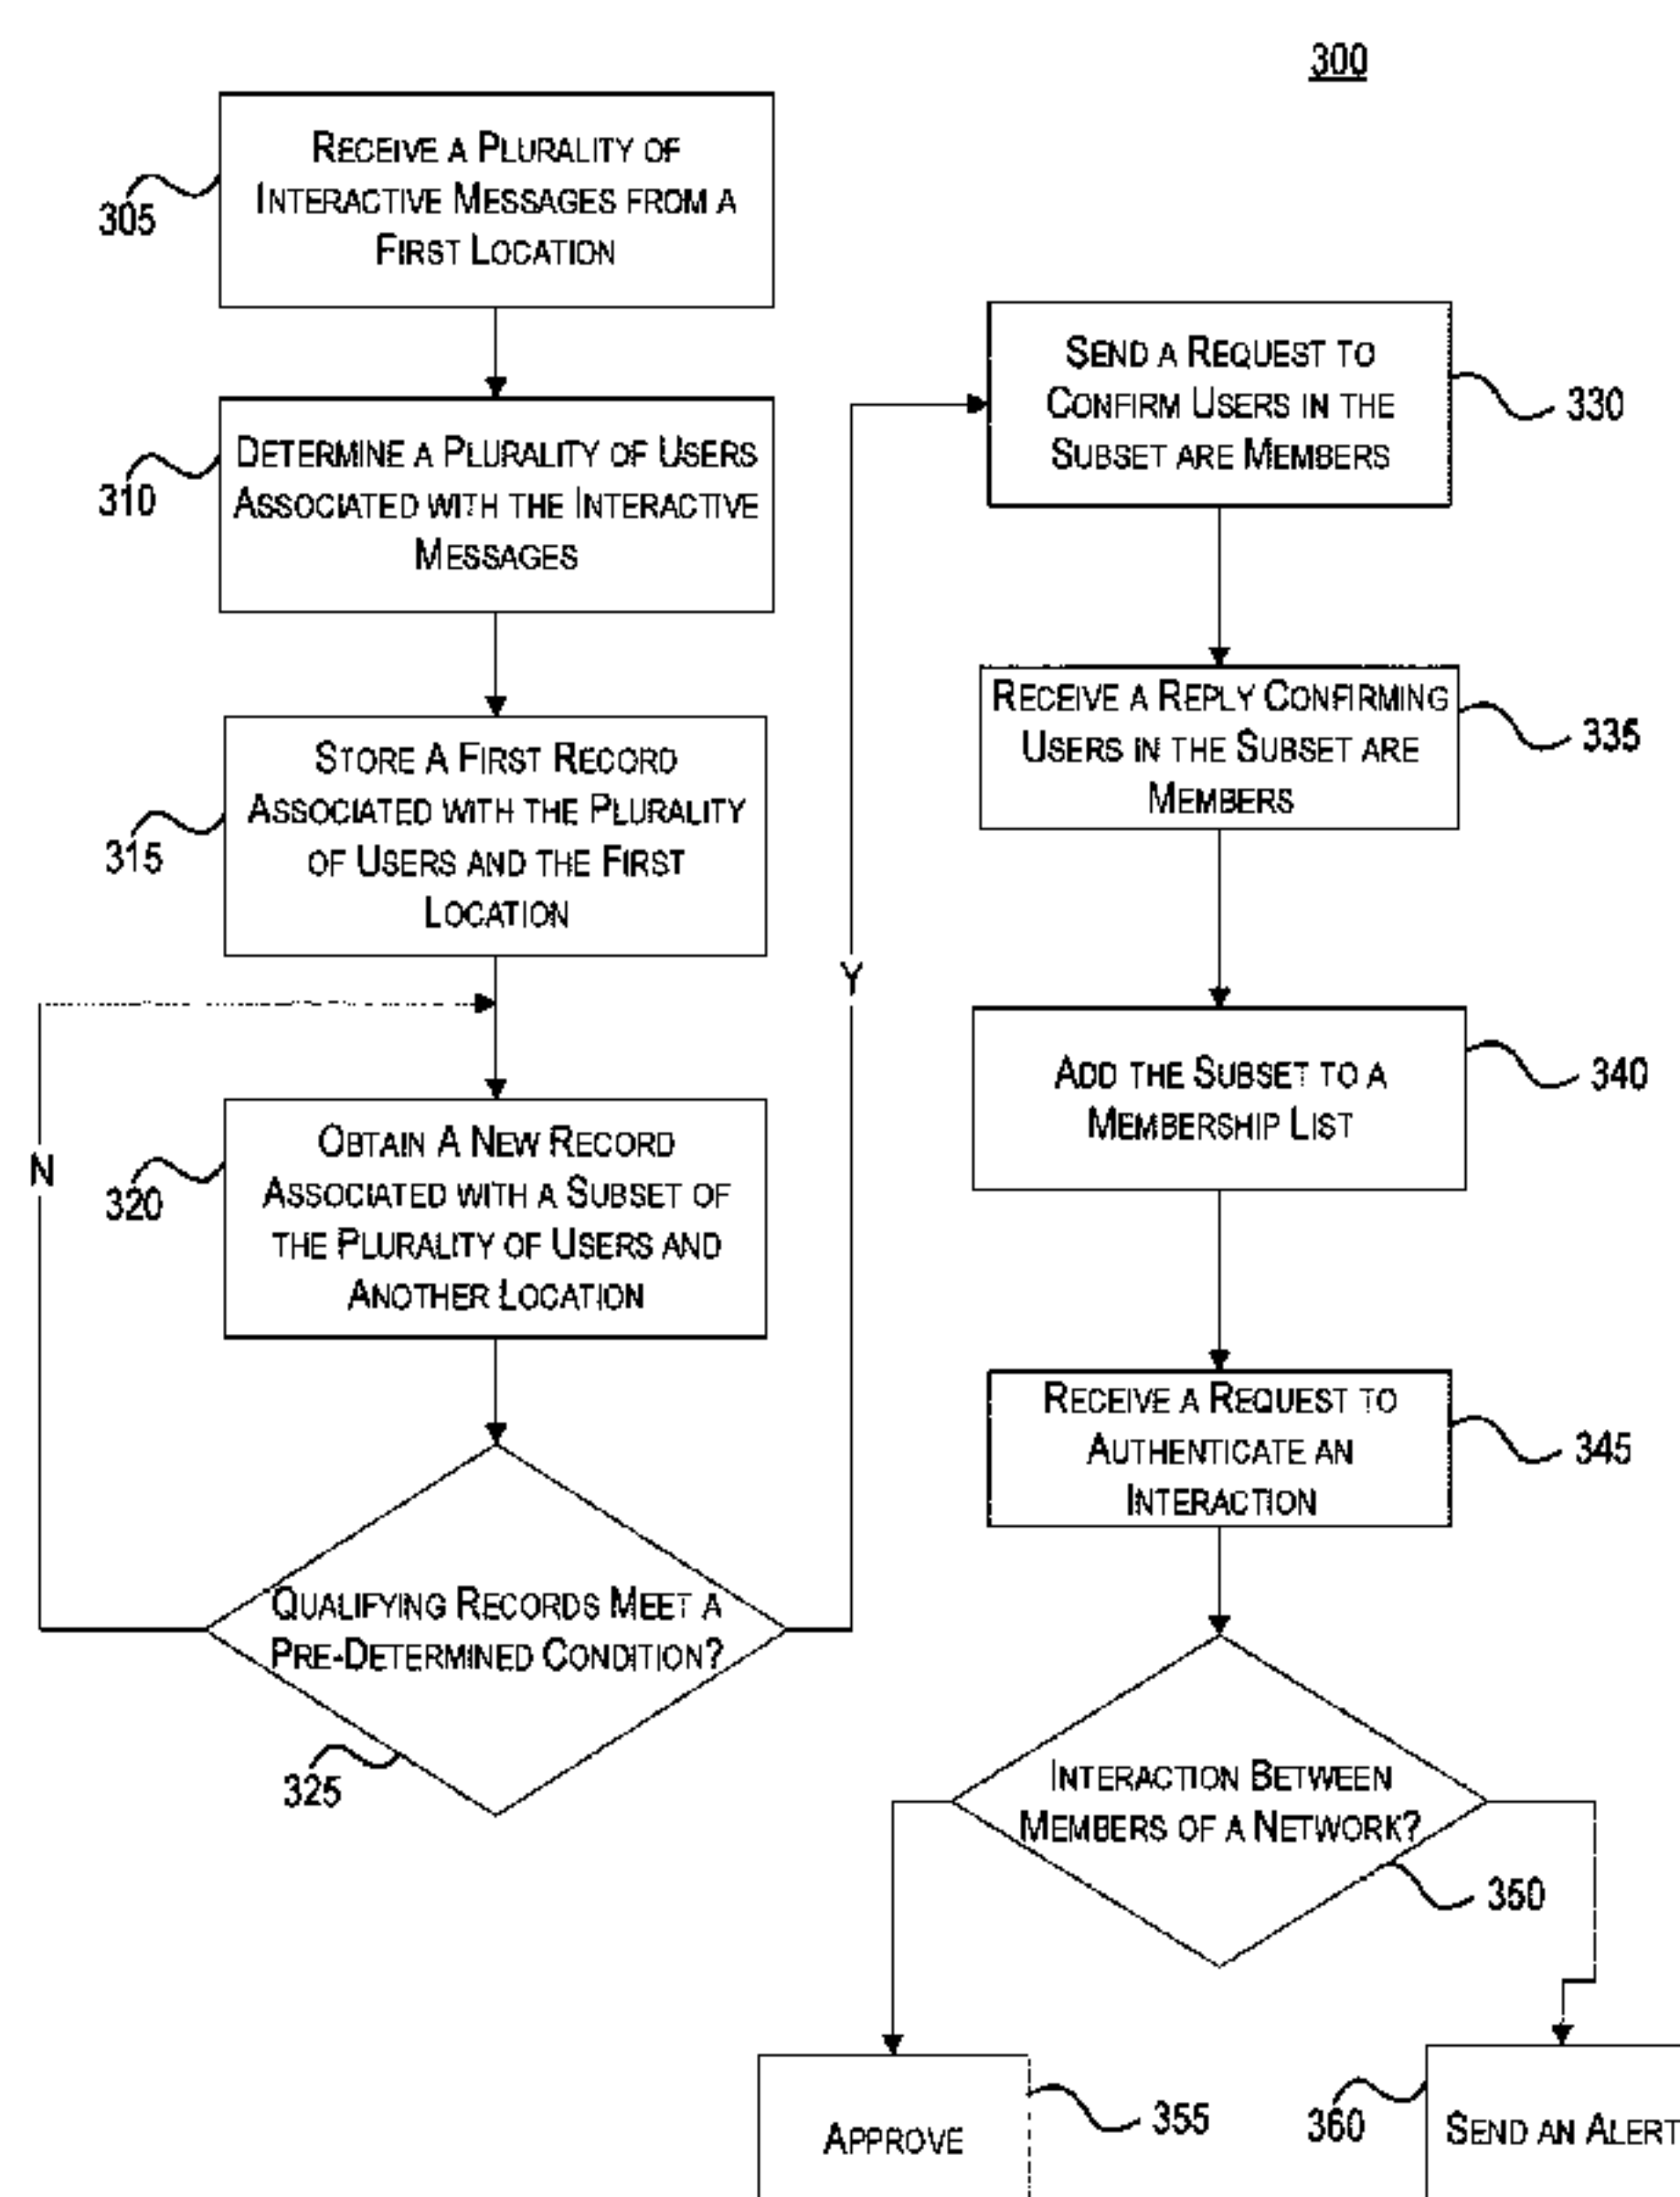 300
RECEIVE A PLURALITY OF
INTERACTIVE MESSAGES FROM A
FIRST LOCATION
305
DETERMINE A PLURALITY OF USERS
ASSOCIATED WITH THE INTERACTIVE
MESSAGES
310
STORE A FIRST RECORD
ASSOCIATED WITH THE PLURALITY
OF USERS AND THE FIRST
LOCATION
315
OBTAIN A NEW RECORD
ASSOCIATED WITH A SUBSET OF
THE PLURALITY OF USERS AND
ANOTHER LOCATION
320
N
QUALIFYING RECORDS MEET A
PRE-DETERMINED CONDITION?
325
Y
SEND A REQUEST TO
CONFIRM USERS IN THE
SUBSET ARE MEMBERS
330
RECEIVE A REPLY CONFIRMING
USERS IN THE SUBSET ARE
MEMBERS
335
ADD THE SUBSET TO A
MEMBERSHIP LIST
340
RECEIVE A REQUEST TO
AUTHENTICATE AN
INTERACTION
345
INTERACTION BETWEEN
MEMBERS OF A NETWORK?
350
APPROVE
355
360
SEND AN ALERT